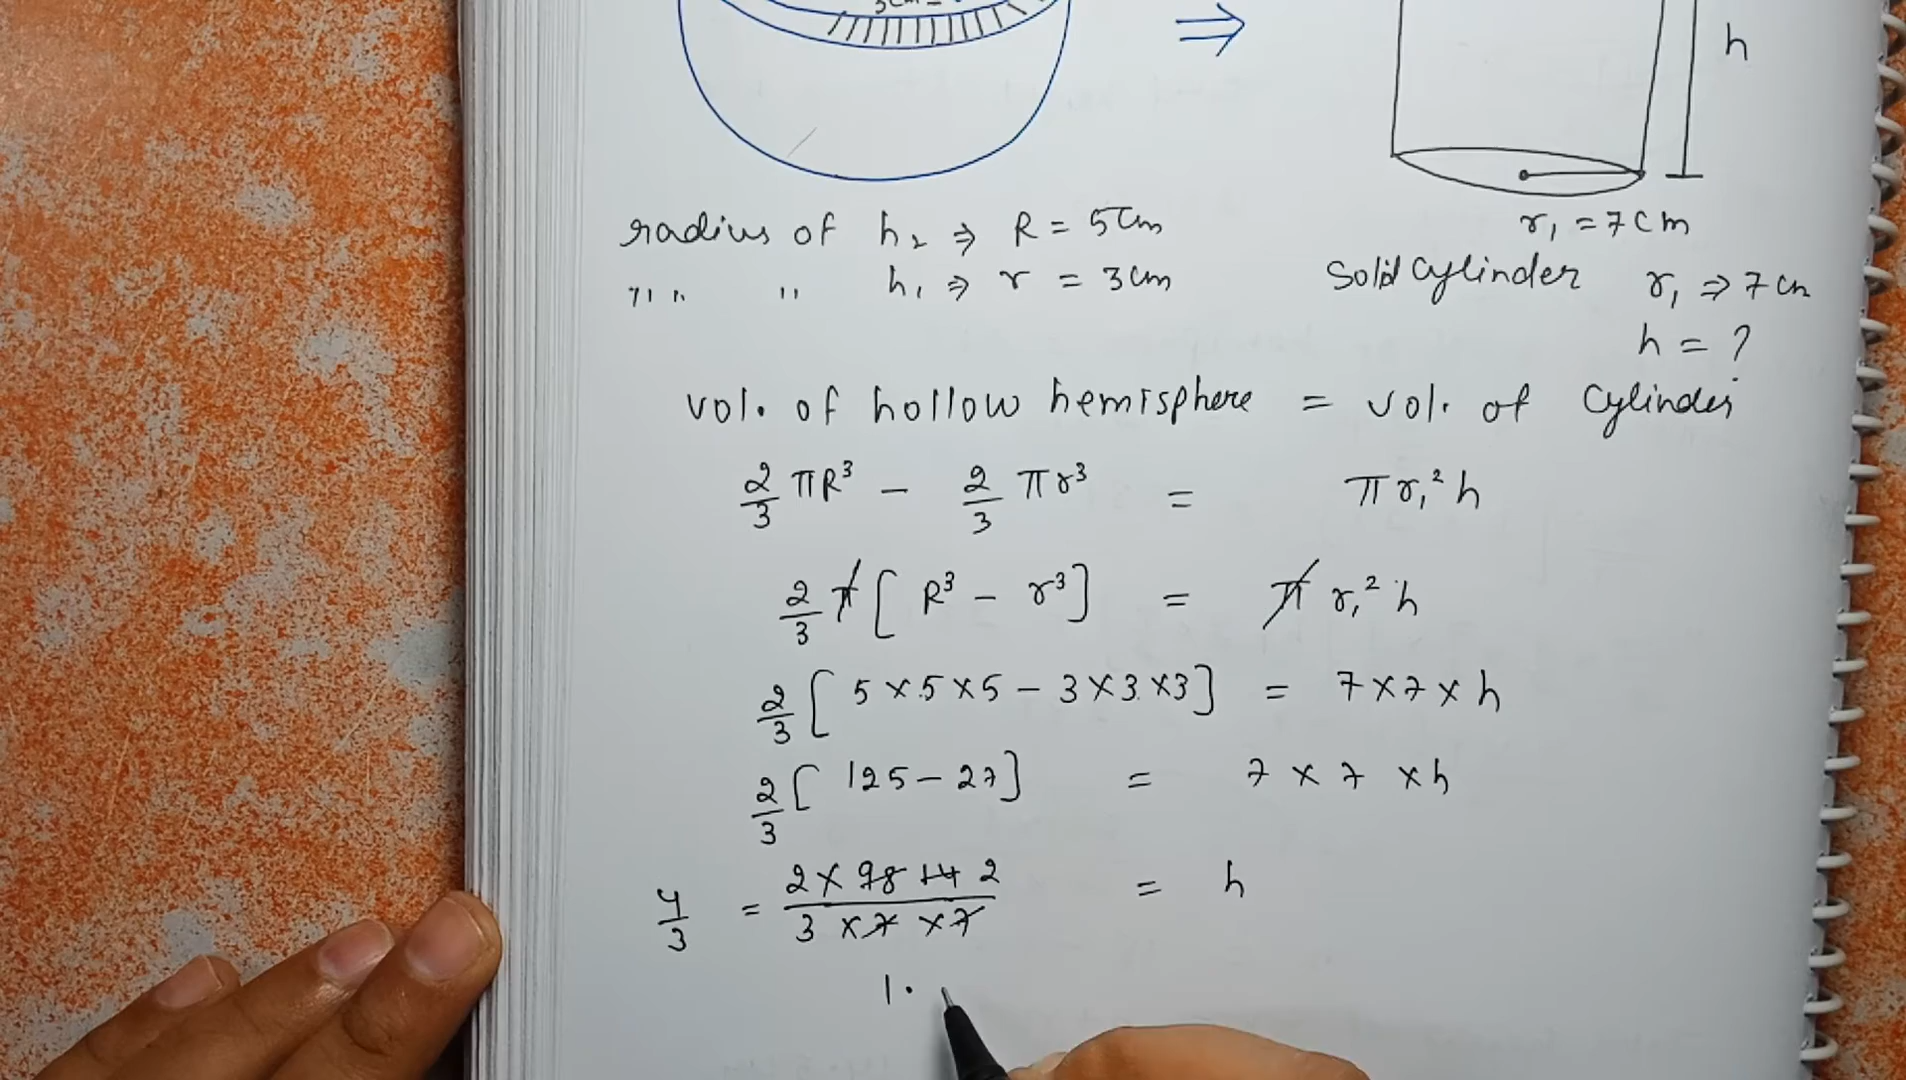 h
r₁ = 7cm
radius of h₂ ⇒ R = 5cm
〃 〃 h₁ ⇒ r = 3cm
Solid Cylinder r₁ ⇒ 7cm
h = ?
vol. of hollow hemisphere = vol. of Cylinder
2/3 πR³ - 2/3 πr³ = πr₁²h
2/3 π[ R³ - r³ ] = π r₁² h
2/3 [ 5×5×5 - 3×3×3 ] = 7×7×h
2/3 [ 125 - 27 ] = 7 × 7 × h
4/3 = 2 × 98 14 2 / 3 × 7 × 7 = h
1.